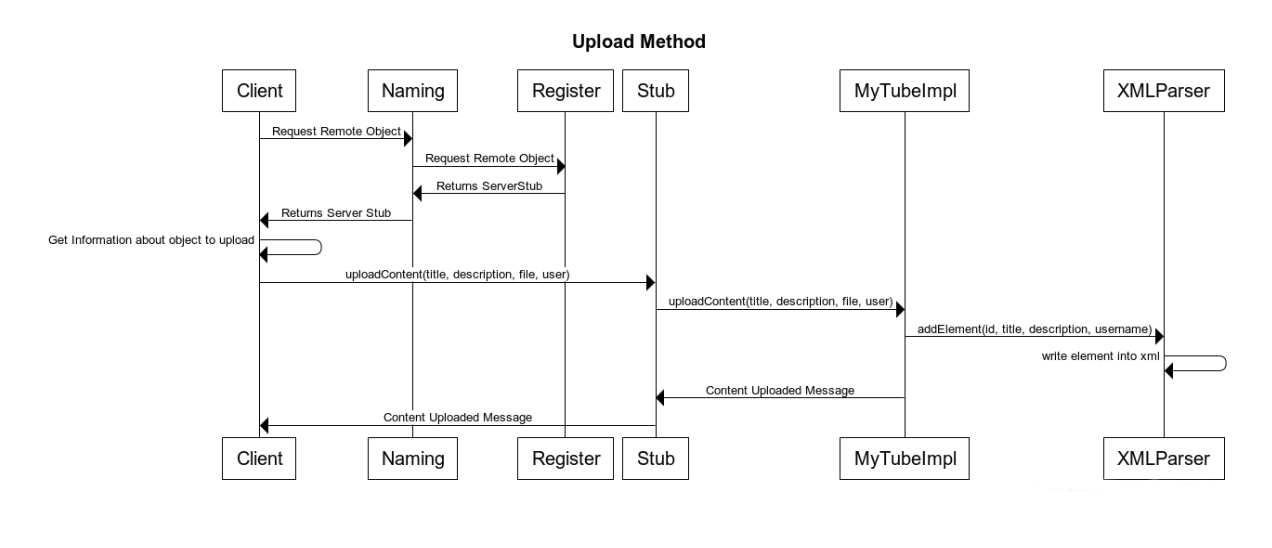 Upload Method
Client Naming Register Stub MyTubeImpl XMLParser
Request Remote Object
Request Remote Object
Returns ServerStub
Returns Server Stub
Get Information about object to upload
uploadContent(title, description, file, user)
uploadContent(title, description, file, user)
addElement(id, title, description, username)
write element into xml
Content Uploaded Message
Content Uploaded Message
Client Naming Register Stub MyTubeImpl XMLParser